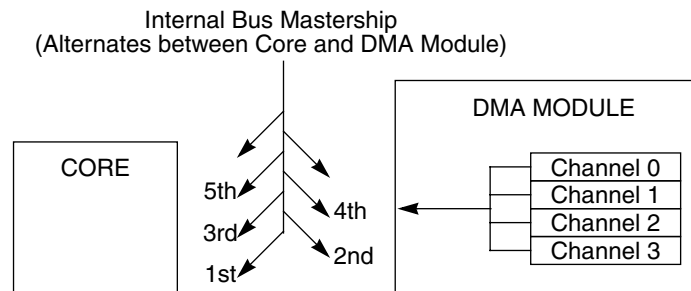 Internal Bus Mastership
(Alternates between Core and DMA Module)
DMA MODULE
CORE
Channel 0
Channel 1
Channel 2
Channel 3
5th
4th
3rd
2nd
1st